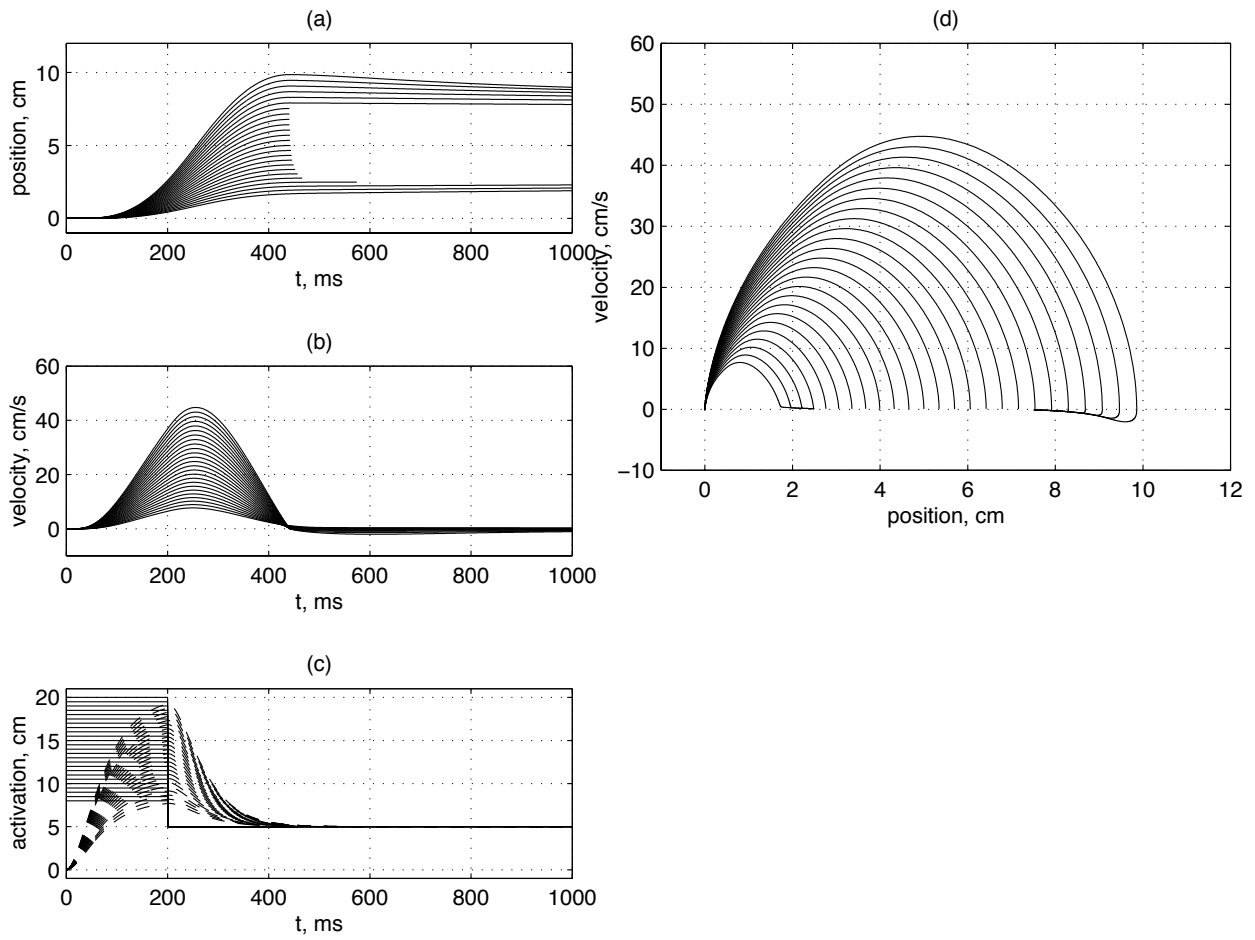 (a)
10
5
0
position, cm
0 200 400 600 800 1000
t, ms
(b)
60
40
20
0
velocity, cm/s
0 200 400 600 800 1000
t, ms
(c)
20
15
10
5
0
activation, cm
0 200 400 600 800 1000
t, ms
(d)
60
50
40
30
20
10
0
−10
velocity, cm/s
0 2 4 6 8 10 12
position, cm